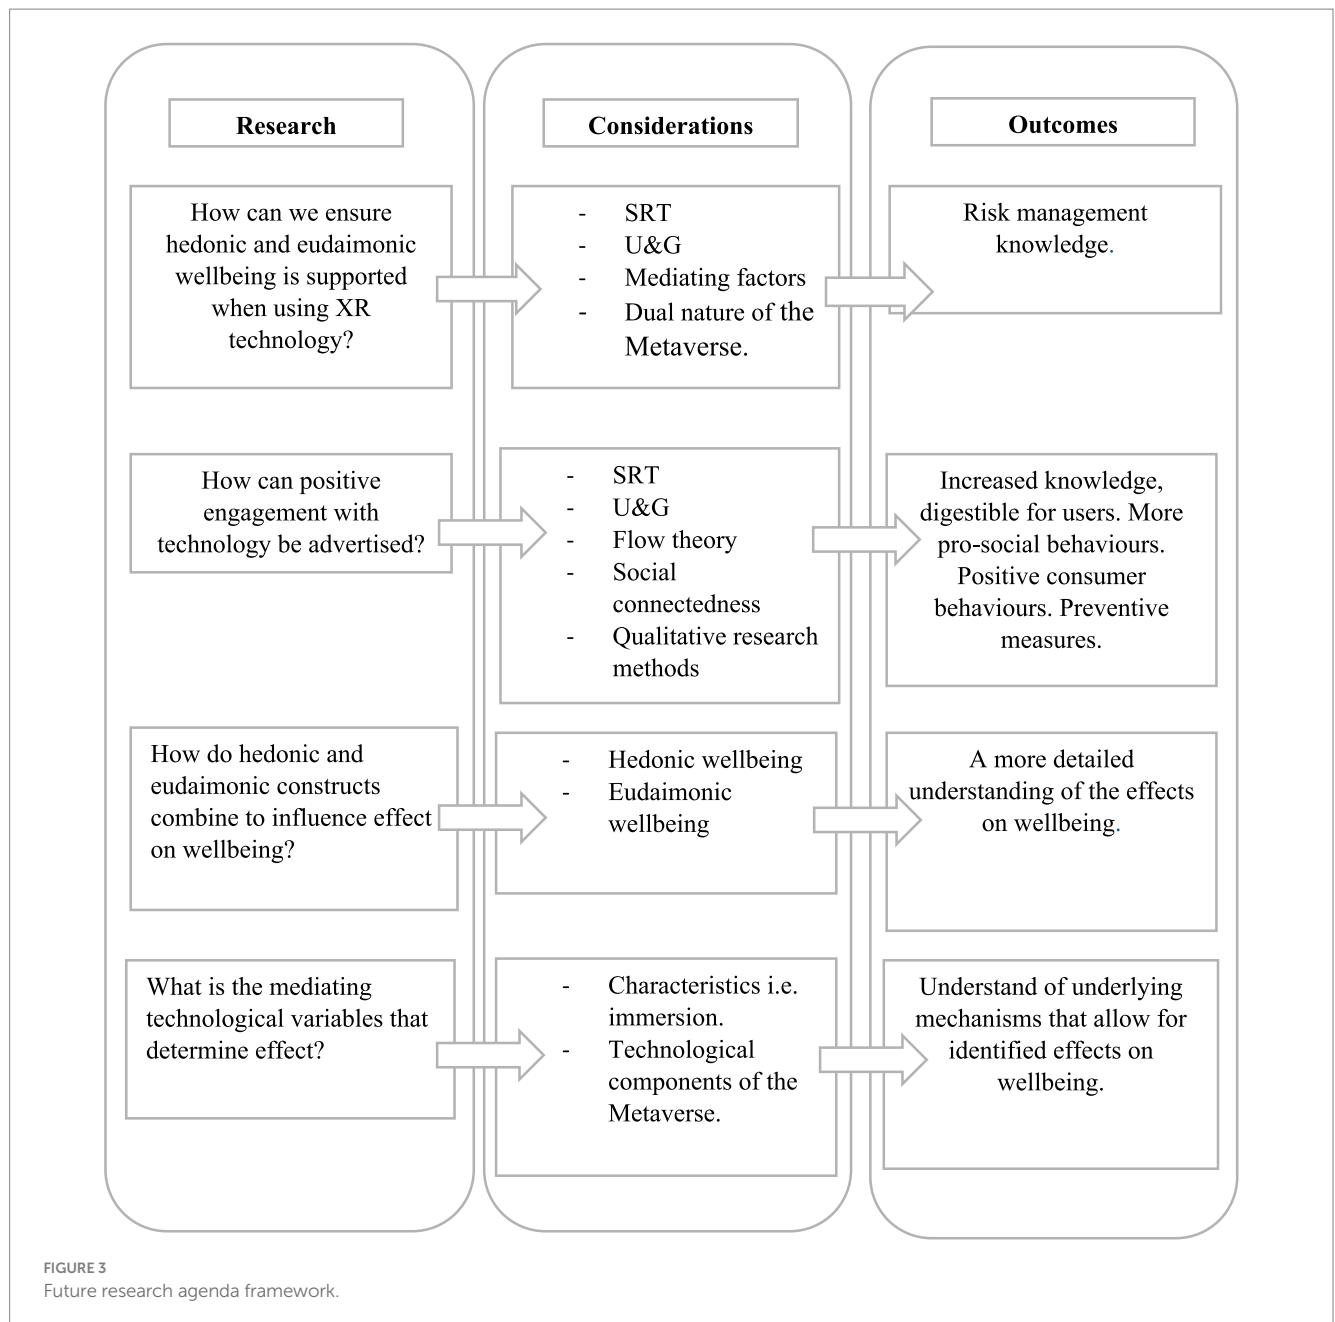 Research
Considerations
Outcomes
How can we ensure
hedonic and eudaimonic
wellbeing is supported
when using XR
technology?
- SRT
- U&G
- Mediating factors
- Dual nature of the
Metaverse.
Risk management
knowledge.
How can positive
engagement with
technology be advertised?
- SRT
- U&G
- Flow theory
- Social
connectedness
- Qualitative research
methods
Increased knowledge,
digestible for users. More
pro-social behaviours.
Positive consumer
behaviours. Preventive
measures.
How do hedonic and
eudaimonic constructs
combine to influence effect
on wellbeing?
- Hedonic wellbeing
- Eudaimonic
wellbeing
A more detailed
understanding of the effects
on wellbeing.
What is the mediating
technological variables that
determine effect?
- Characteristics i.e.
immersion.
- Technological
components of the
Metaverse.
Understand of underlying
mechanisms that allow for
identified effects on
wellbeing.
FIGURE 3
Future research agenda framework.